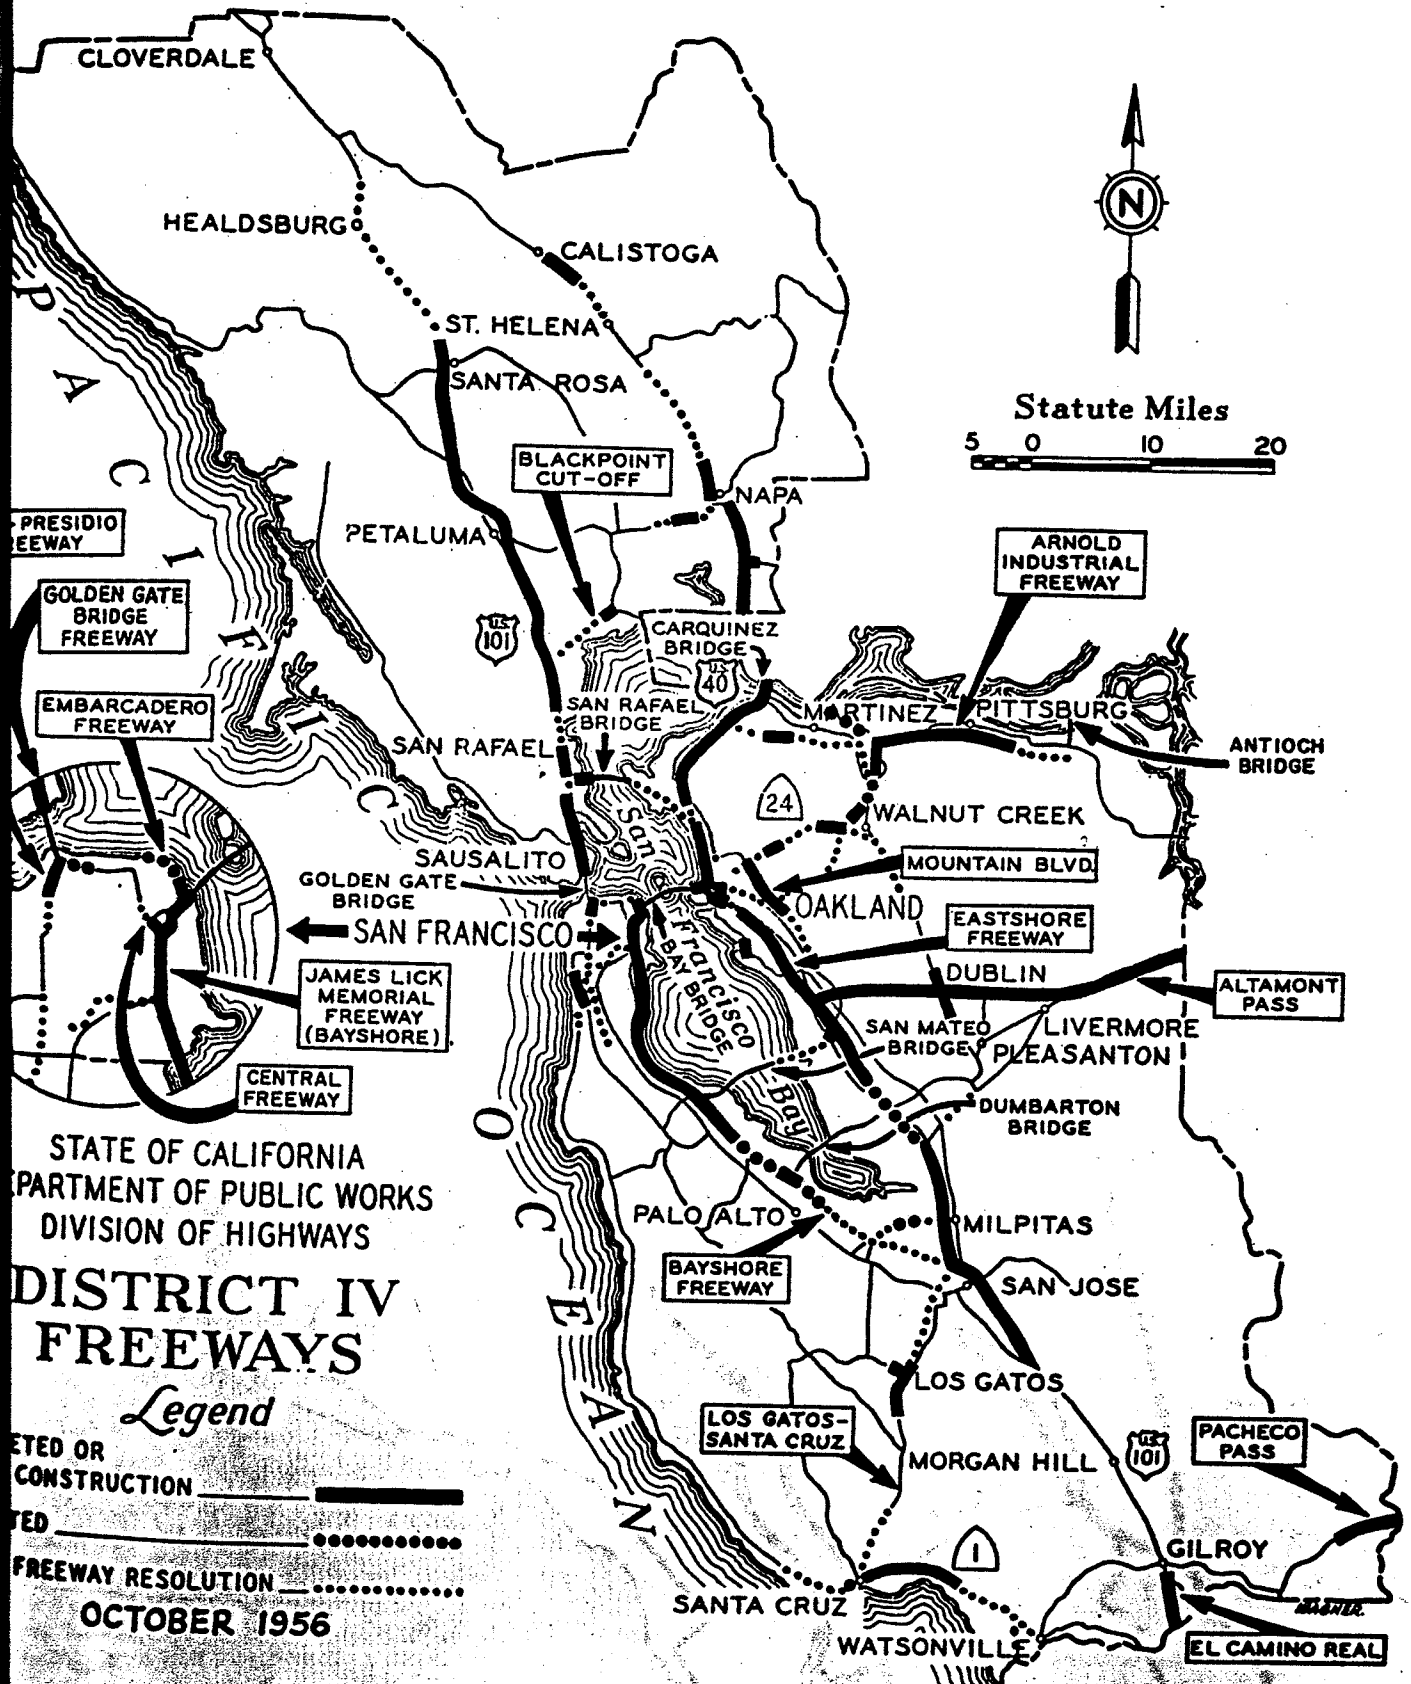 CLOVERDALE
HEALDSBURG
CALISTOGA
ST. HELENA
SANTA ROSA
N
Statute Miles
5 0 10 20
BLACKPOINT
CUT-OFF
NAPA
PETALUMA
PRESIDIO
EEWAY
GOLDEN GATE
BRIDGE
FREEWAY
ARNOLD
INDUSTRIAL
FREEWAY
U.S.
101
CARQUINEZ
BRIDGE
U.S.
40
EMBARCADERO
FREEWAY
SAN RAFAEL
BRIDGE
MARTINEZ
PITTSBURG
SAN RAFAEL
ANTIOCH
BRIDGE
24
WALNUT CREEK
SAUSALITO
MOUNTAIN BLVD.
GOLDEN GATE
BRIDGE
OAKLAND
SAN FRANCISCO
EASTSHORE
FREEWAY
BAY BRIDGE
San
Francisco
Bay
JAMES LICK
MEMORIAL
FREEWAY
(BAYSHORE)
DUBLIN
ALTAMONT
PASS
SAN MATEO
BRIDGE
LIVERMORE
PLEASANTON
CENTRAL
FREEWAY
DUMBARTON
BRIDGE
PACIFIC
OCEAN
STATE OF CALIFORNIA
EPARTMENT OF PUBLIC WORKS
DIVISION OF HIGHWAYS
DISTRICT IV
FREEWAYS
PALO ALTO
MILPITAS
BAYSHORE
FREEWAY
SAN JOSE
LOS GATOS
LOS GATOS-
SANTA CRUZ
MORGAN HILL
U.S.
101
PACHECO
PASS
Legend
ETED OR
CONSTRUCTION
TED
FREEWAY RESOLUTION
OCTOBER 1956
1
GILROY
SANTA CRUZ
WATSONVILLE
EL CAMINO REAL